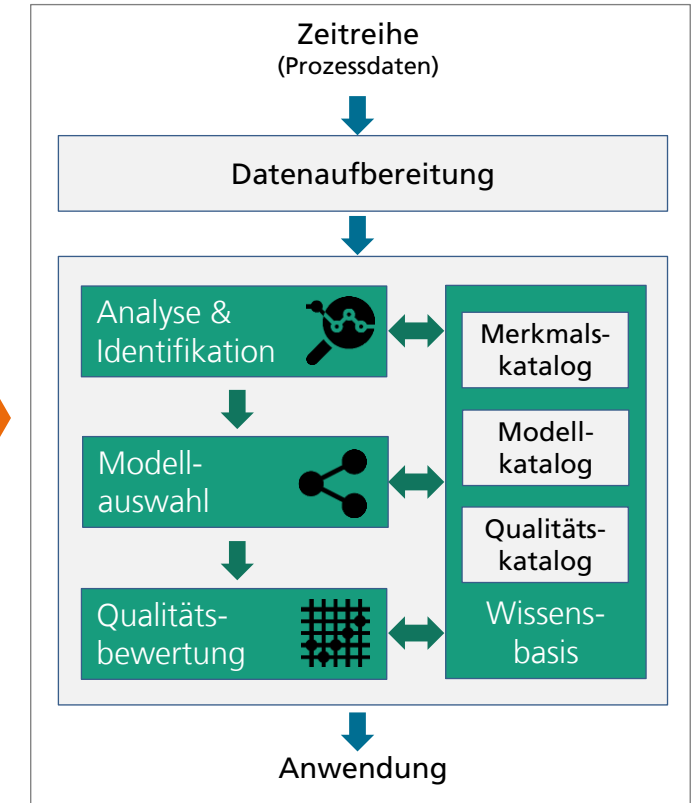 Zeitreihe
(Prozessdaten)
Datenaufbereitung
Analyse &
Identifikation
Merkmals-
katalog
Modell-
auswahl
Modell-
katalog
Qualitäts-
katalog
Qualitäts-
bewertung
Wissens-
basis
Anwendung